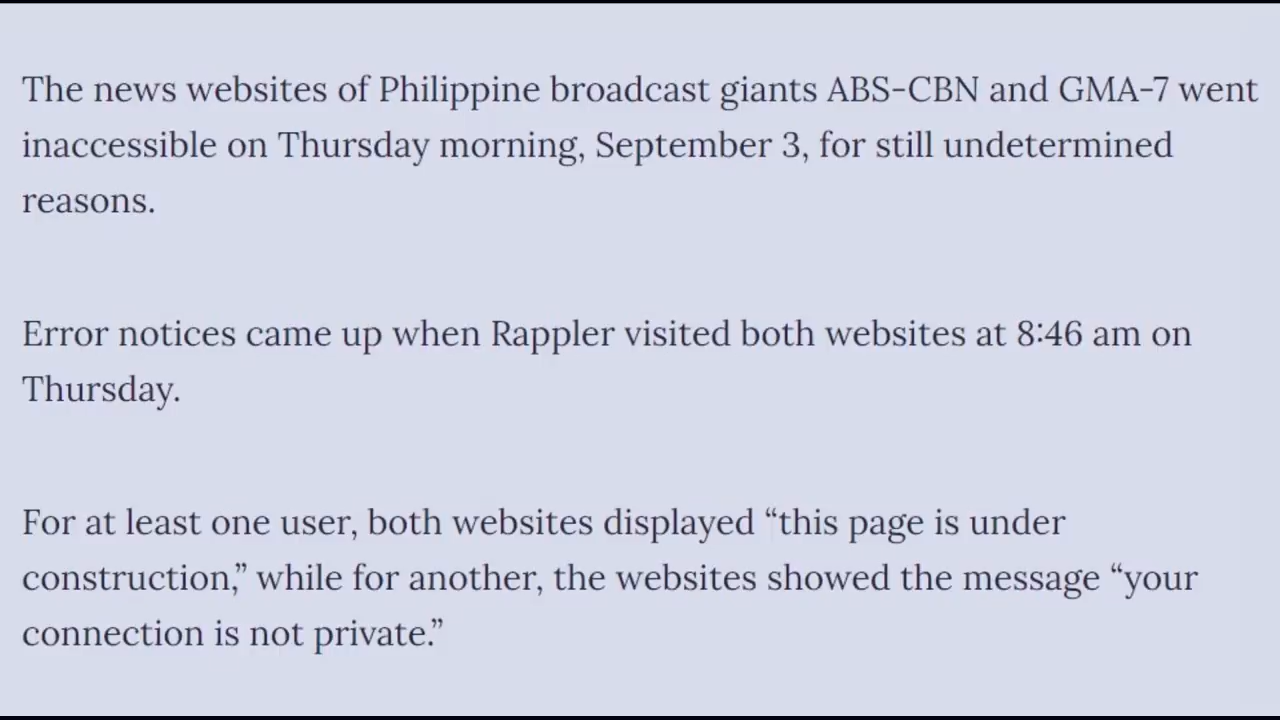 The news websites of Philippine broadcast giants ABS-CBN and GMA-7 went
inaccessible on Thursday morning, September 3, for still undetermined
reasons.
Error notices came up when Rappler visited both websites at 8:46 am on
Thursday.
For at least one user, both websites displayed “this page is under
construction,” while for another, the websites showed the message “your
connection is not private.”